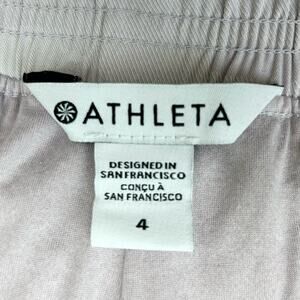 ATHLETA
DESIGNED IN
SAN FRANCISCO
CONÇU À
SAN FRANCISCO
4